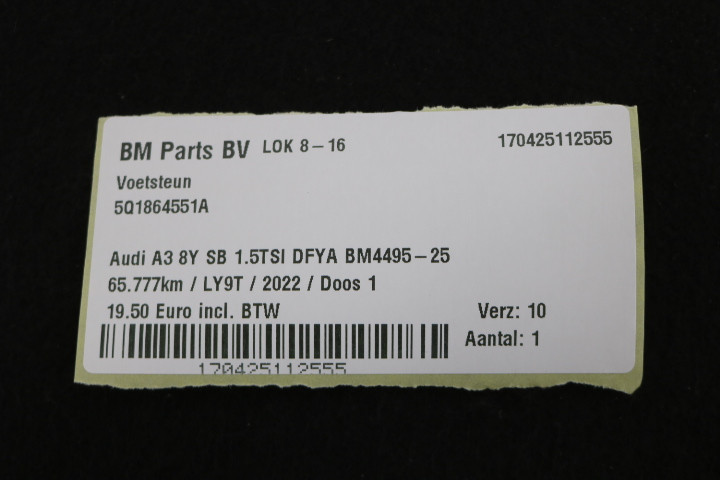 BM Parts BV LOK 8-16 170425112555
Voetsteun
5Q1864551A
Audi A3 8Y SB 1.5TSI DFYA BM4495-25
65.777km / LY9T / 2022 / Doos 1
19.50 Euro incl. BTW Verz: 10
Aantal: 1
170425112555